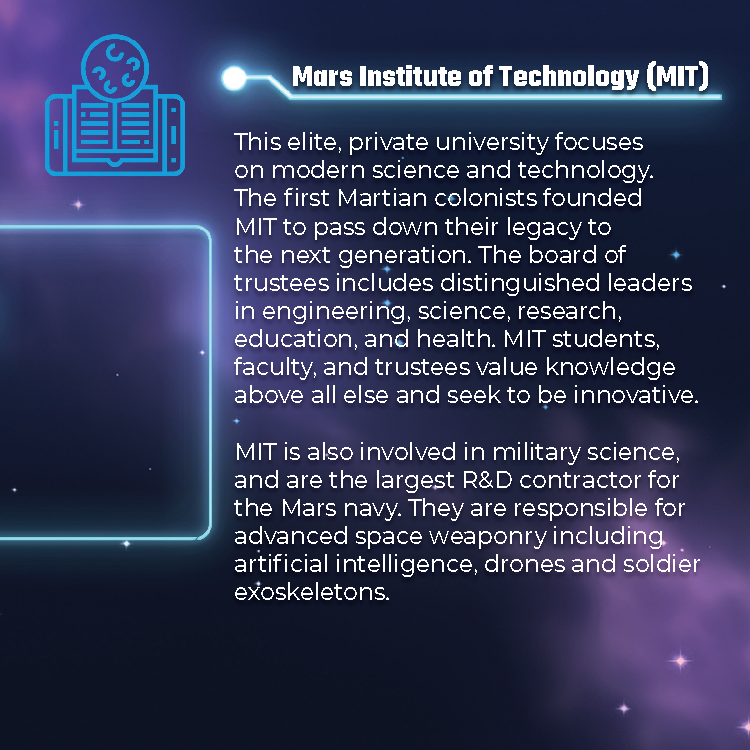 Mars Institute of Technology (MIT)
This elite, private university focuses
on modern science and technology.
The first Martian colonists founded
MIT to pass down their legacy to
the next generation. The board of
trustees includes distinguished leaders
in engineering, science, research,
education, and health. MIT students,
faculty, and trustees value knowledge
above all else and seek to be innovative.
MIT is also involved in military science,
and are the largest R&D contractor for
the Mars navy. They are responsible for
advanced space weaponry including
artificial intelligence, drones and soldier
exoskeletons.